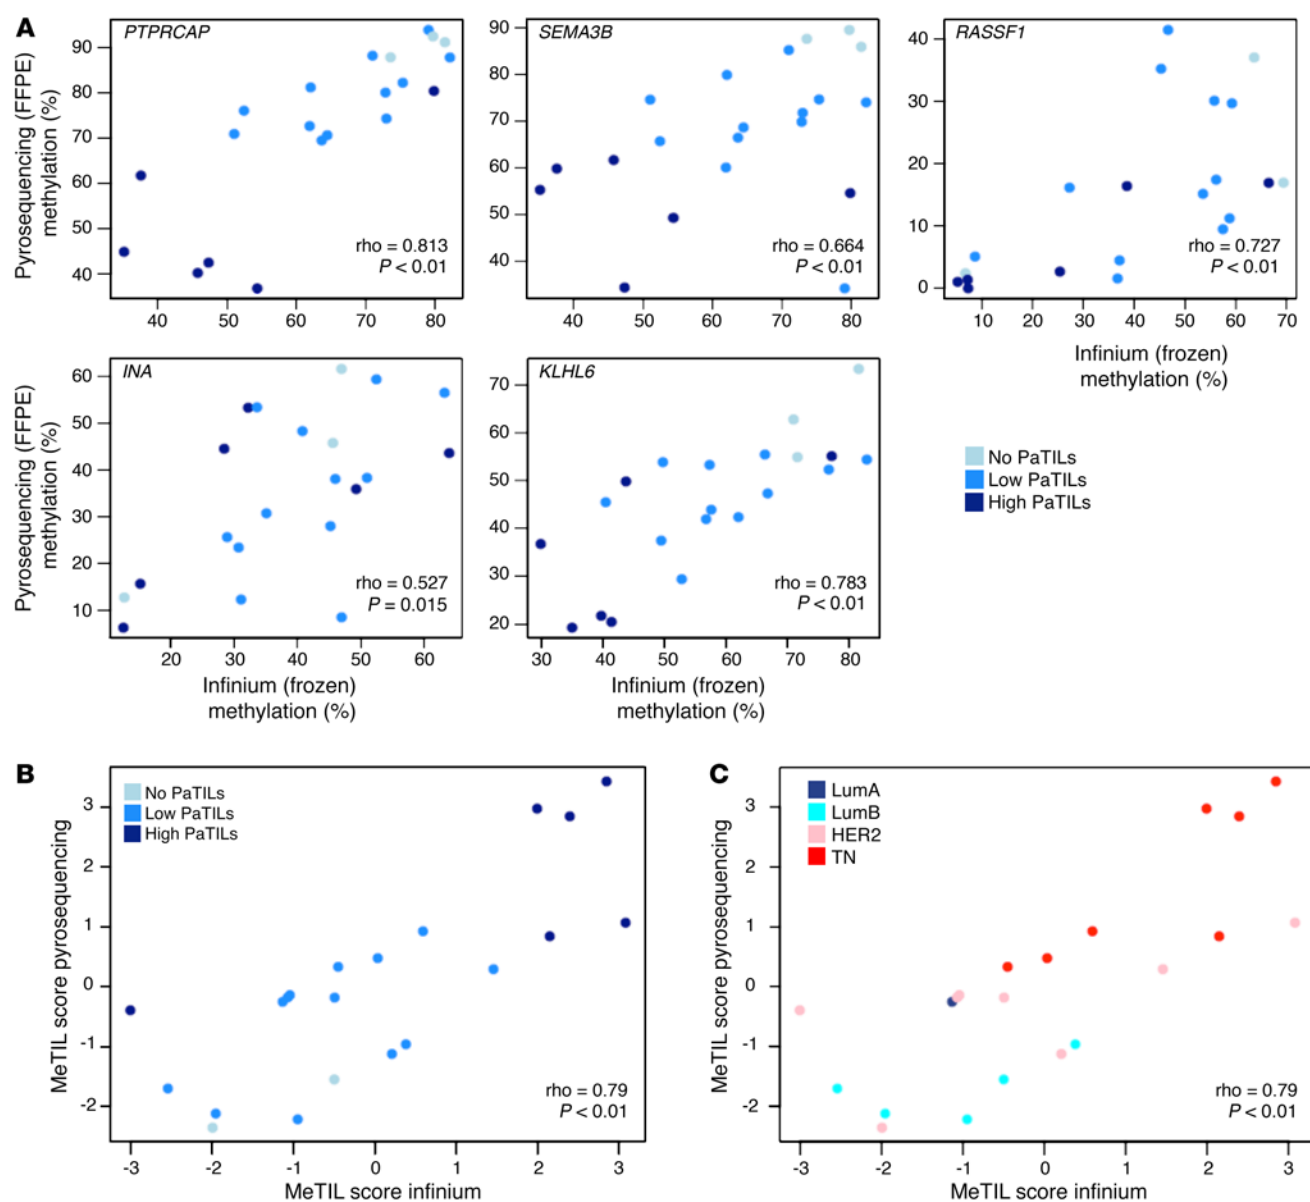 A
PTPRCAP
Pyrosequencing (FFPE)
methylation (%)
90
80
70
60
50
40
rho = 0.813
P < 0.01
40 50 60 70 80
SEMA3B
90
80
70
60
50
40
rho = 0.664
P < 0.01
40 50 60 70 80
RASSF1
40
30
20
10
0
rho = 0.727
P < 0.01
10 20 30 40 50 60 70
Infinium (frozen)
methylation (%)
INA
Pyrosequencing (FFPE)
methylation (%)
60
50
40
30
20
10
rho = 0.527
P = 0.015
20 30 40 50 60
Infinium (frozen)
methylation (%)
KLHL6
70
60
50
40
30
20
rho = 0.783
P < 0.01
30 40 50 60 70 80
Infinium (frozen)
methylation (%)
No PaTILs
Low PaTILs
High PaTILs
B
No PaTILs
Low PaTILs
High PaTILs
MeTIL score pyrosequencing
3
2
1
0
-1
-2
rho = 0.79
P < 0.01
-3 -2 -1 0 1 2 3
MeTIL score infinium
C
LumA
LumB
HER2
TN
MeTIL score pyrosequencing
3
2
1
0
-1
-2
rho = 0.79
P < 0.01
-3 -2 -1 0 1 2 3
MeTIL score infinium